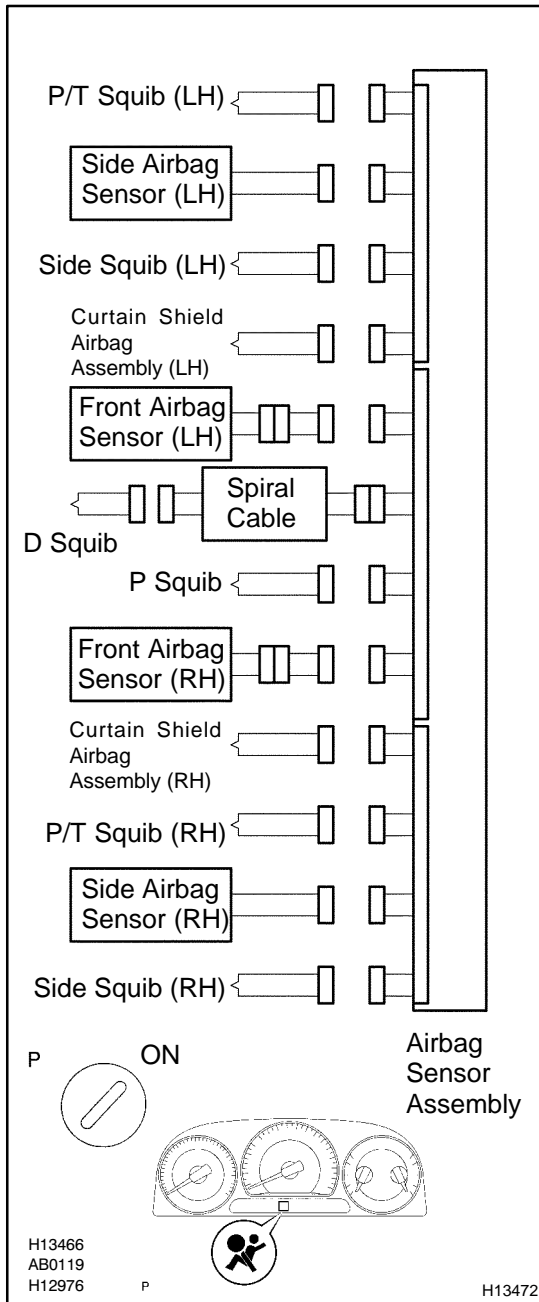 P/T Squib (LH)
Side Airbag
Sensor (LH)
Side Squib (LH)
Curtain Shield
Airbag
Assembly (LH)
Front Airbag
Sensor (LH)
Spiral
Cable
D Squib
P Squib
Front Airbag
Sensor (RH)
Curtain Shield
Airbag
Assembly (RH)
P/T Squib (RH)
Side Airbag
Sensor (RH)
Side Squib (RH)
Airbag
Sensor
Assembly
P
ON
H13466
AB0119
H12976
P
H13472